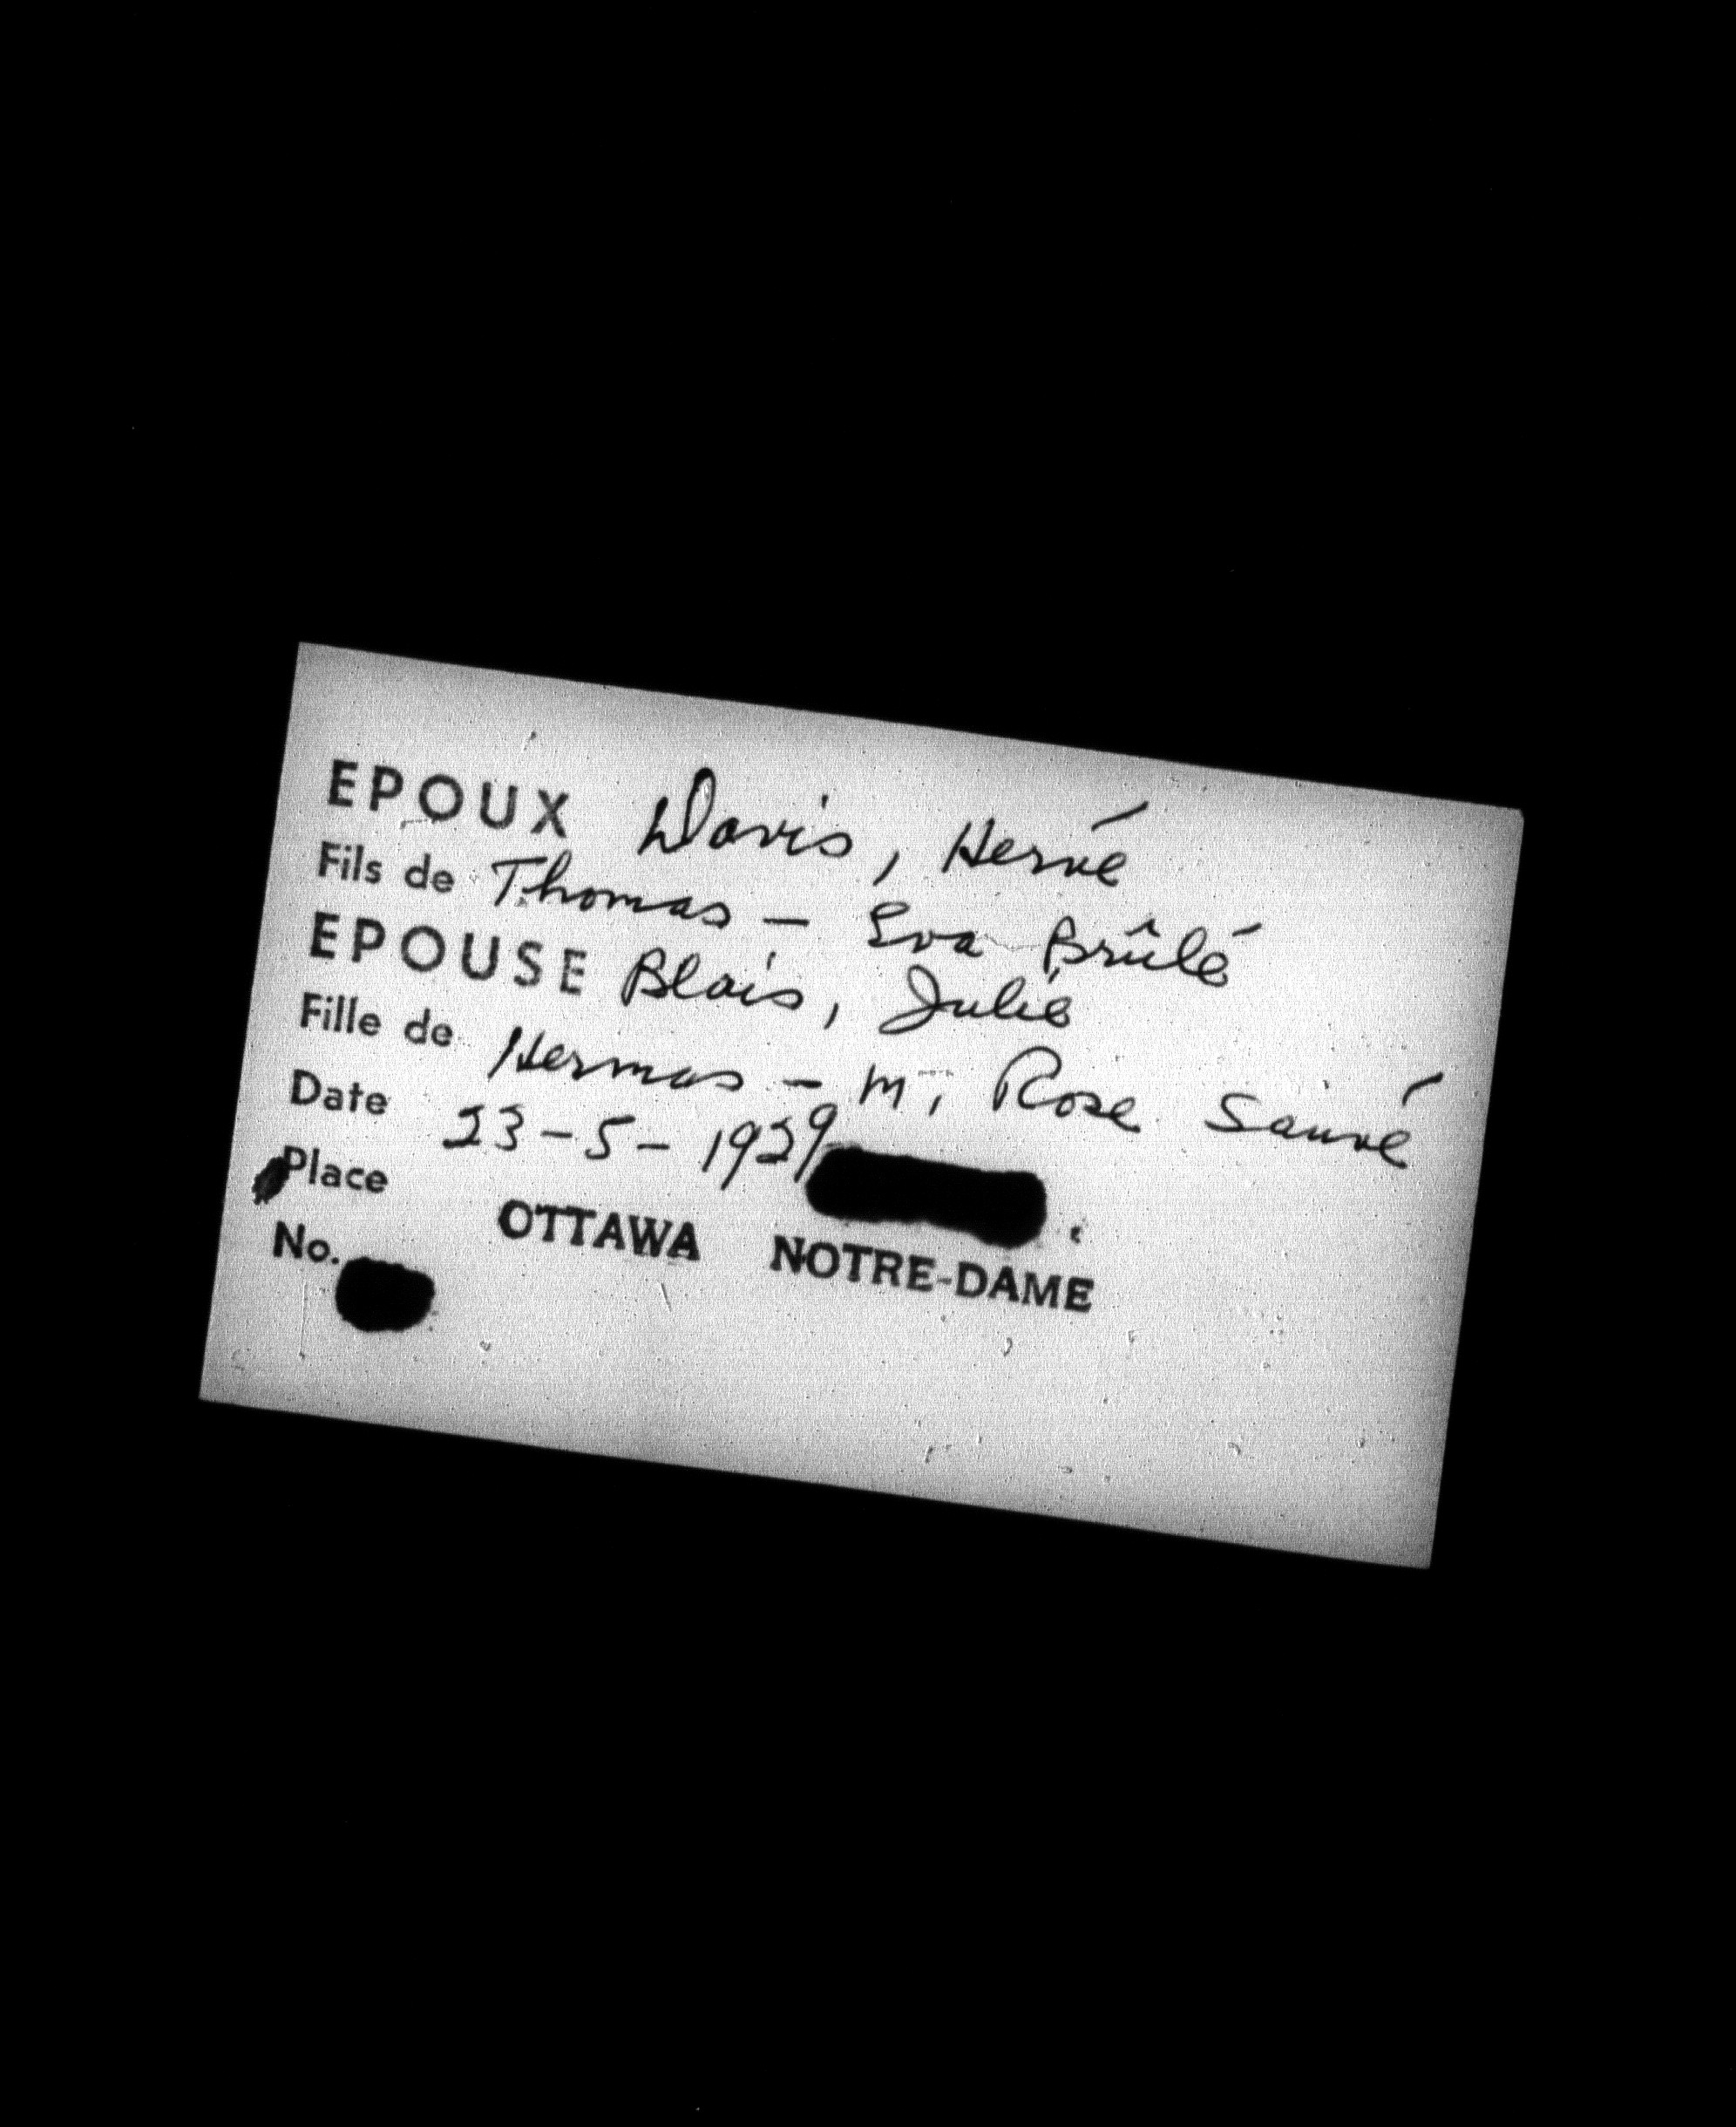 EPOUX Davis, Hervé
Fils de Thomas - Eva Brûlé
EPOUSE Blais, Julie
Fille de Hermas - M. Rose Sauvé
Date 23-5-1929
Place OTTAWA NOTRE-DAME
No.